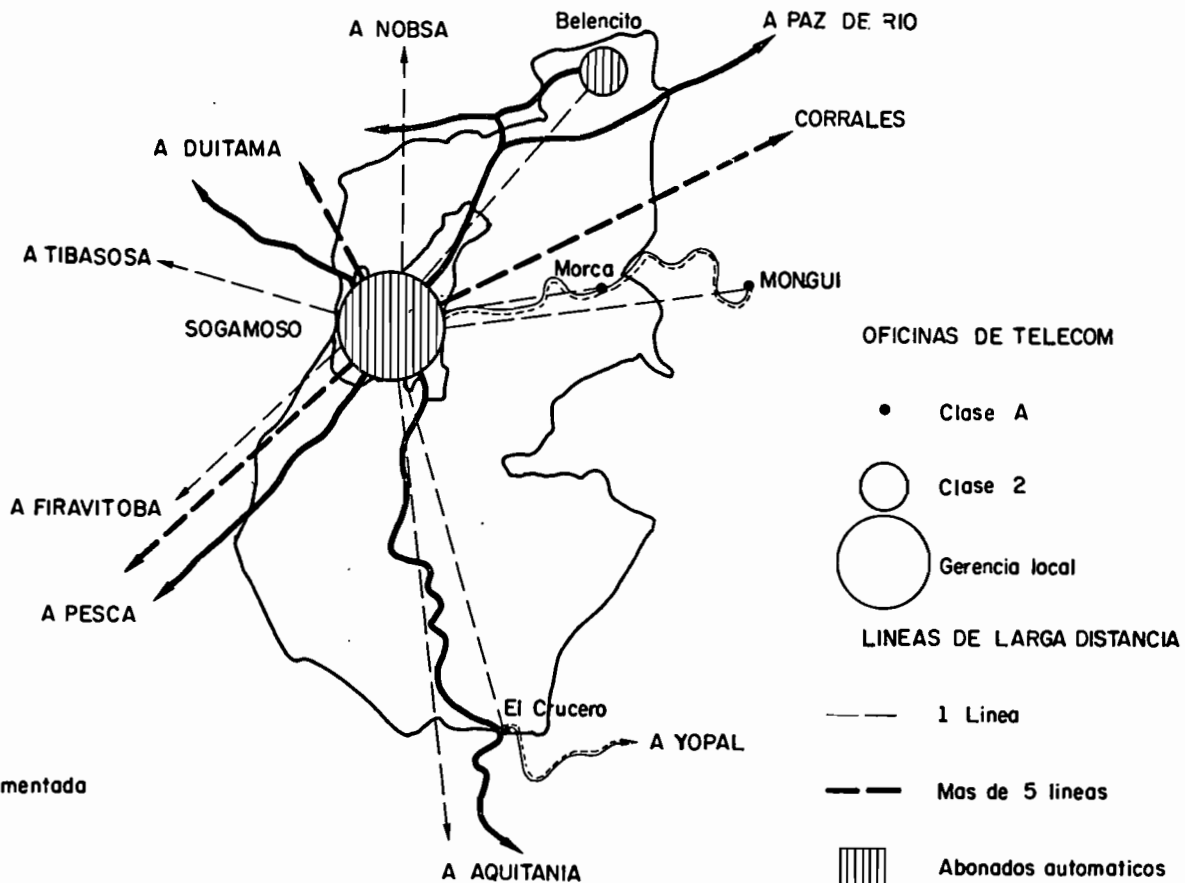 A NOBSA
Belencito
A PAZ DE RIO
CORRALES
A DUITAMA
A TIBASOSA
Morca
MONGUI
SOGAMOSO
A FIRAVITOBA
A PESCA
El Crucero
A YOPAL
A AQUITANIA
mentada
OFICINAS DE TELECOM
Clase A
Clase 2
Gerencia local
LINEAS DE LARGA DISTANCIA
1 Linea
Mas de 5 lineas
Abonados automaticos